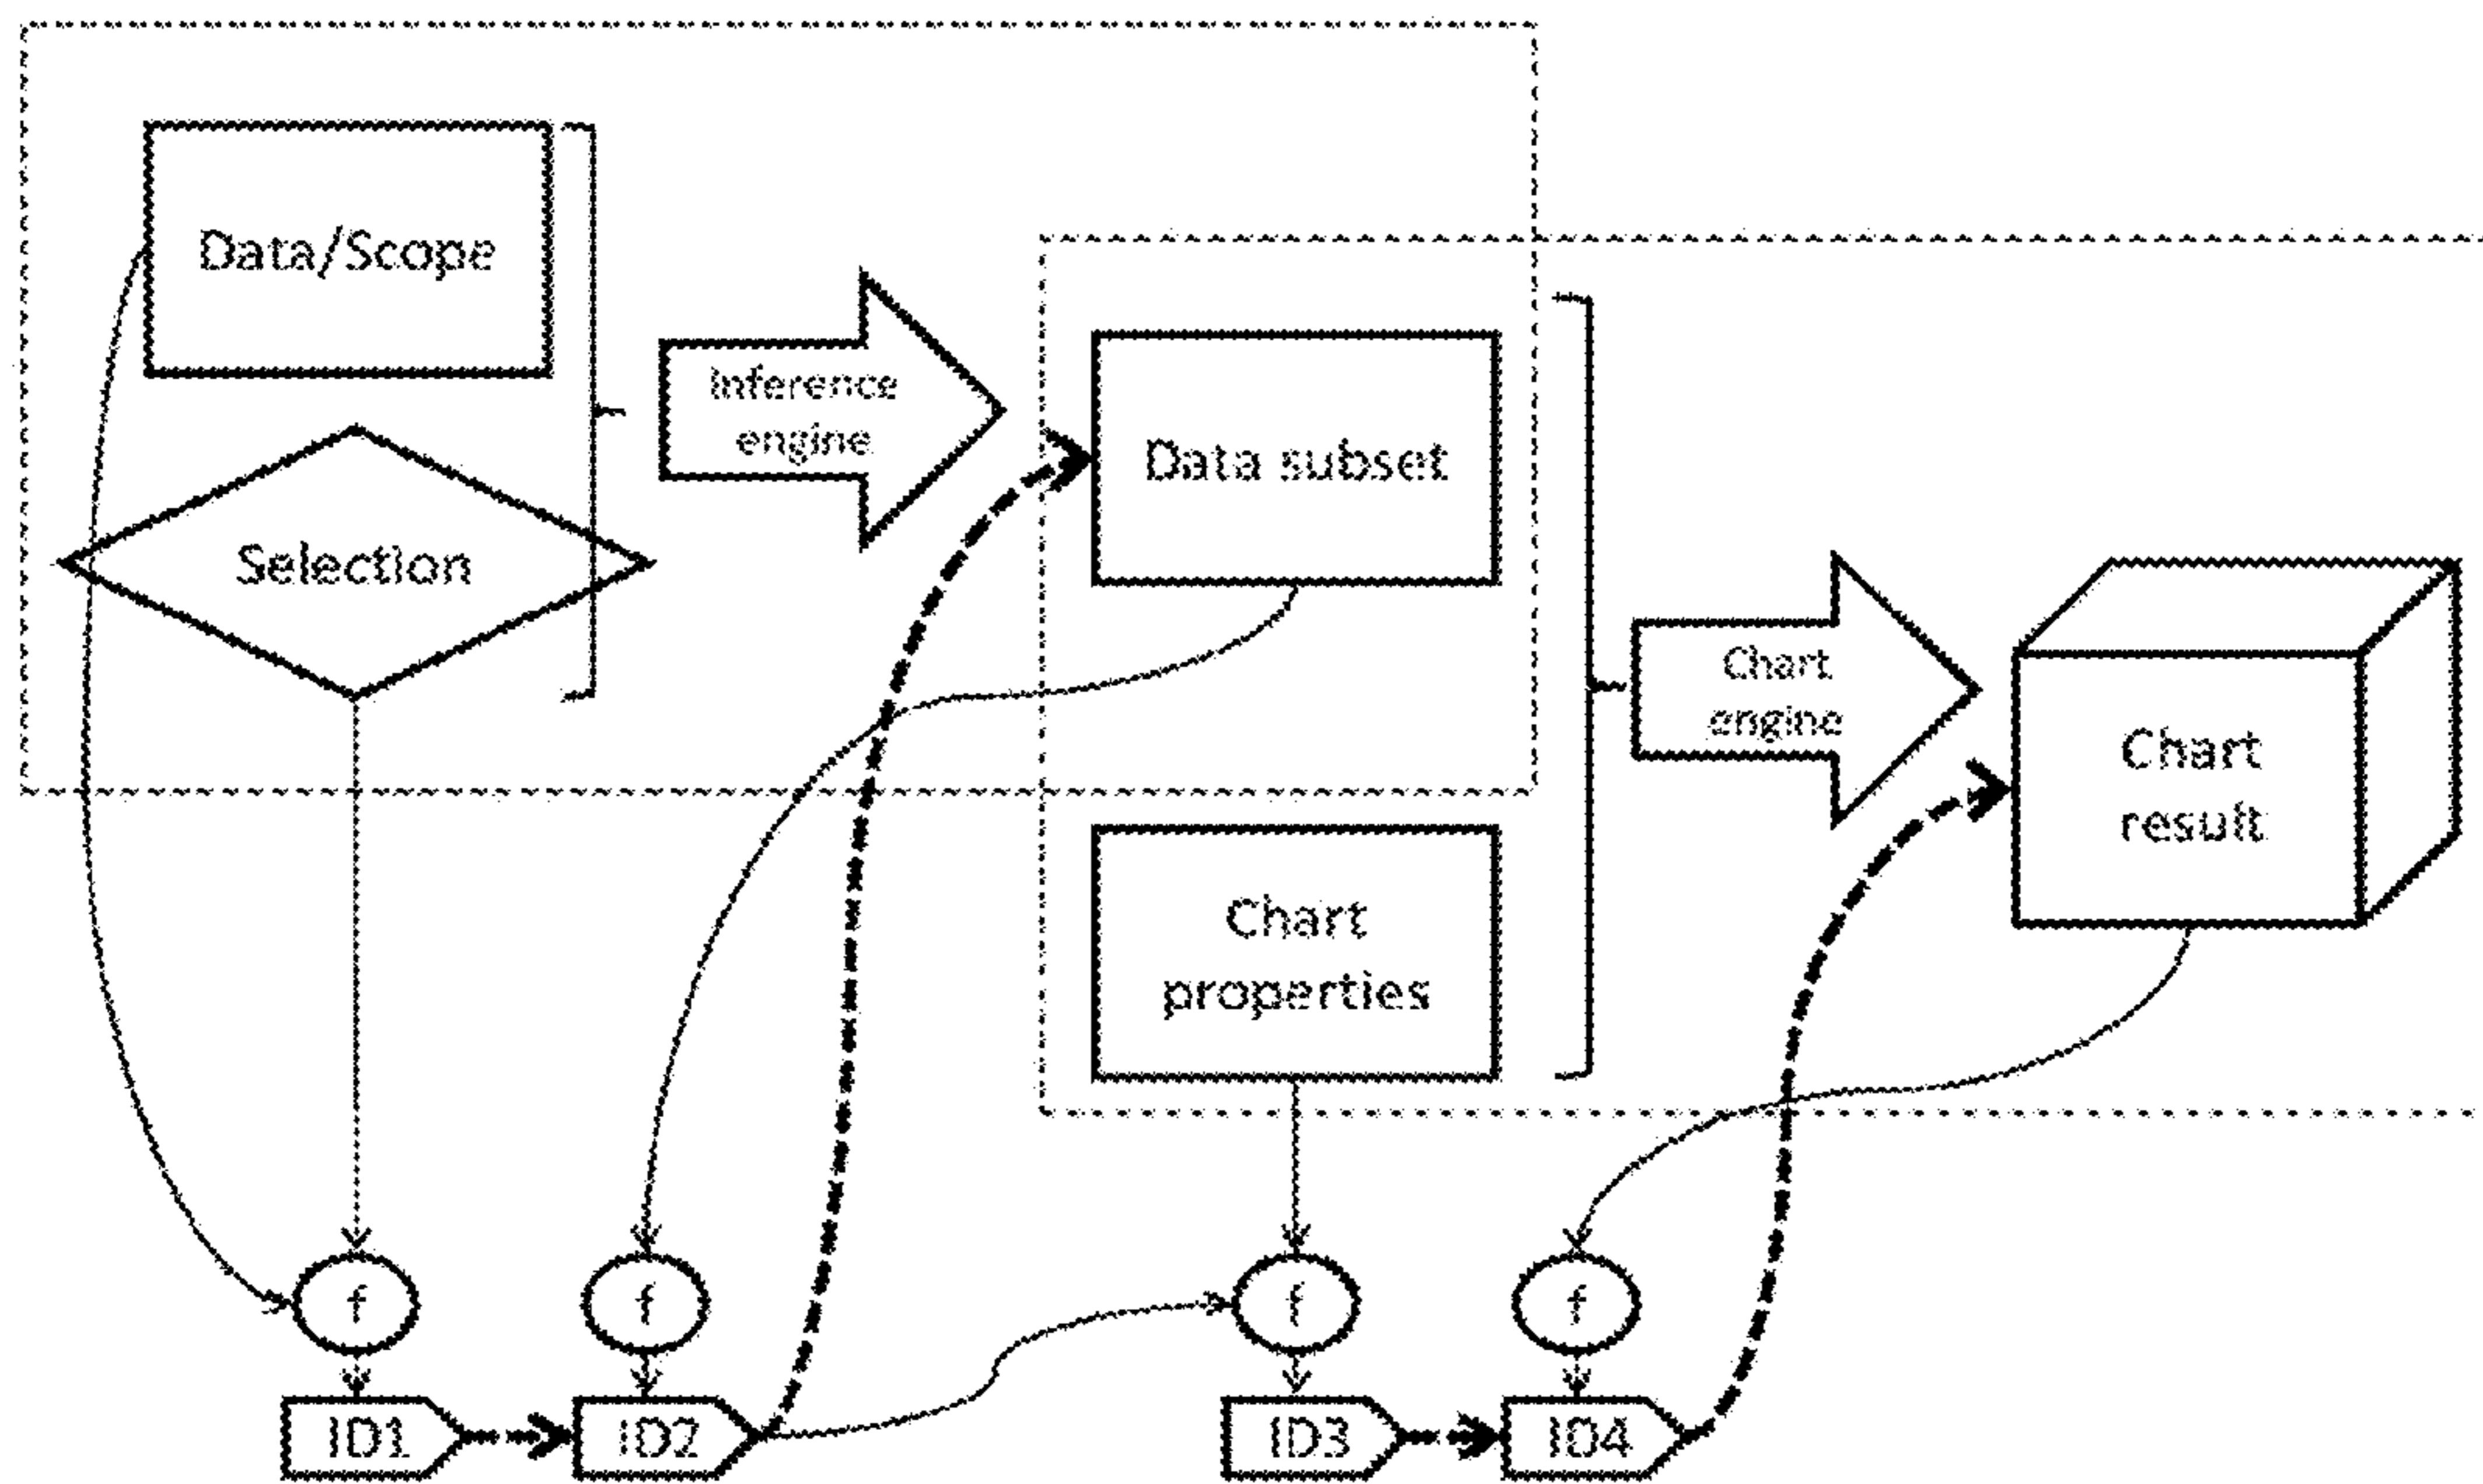 Data/Scope
Inference
engine
Data subset
Selection
Chart
engine
Chart
result
Chart
properties
f
f
f
f
ID1
ID2
ID3
ID4